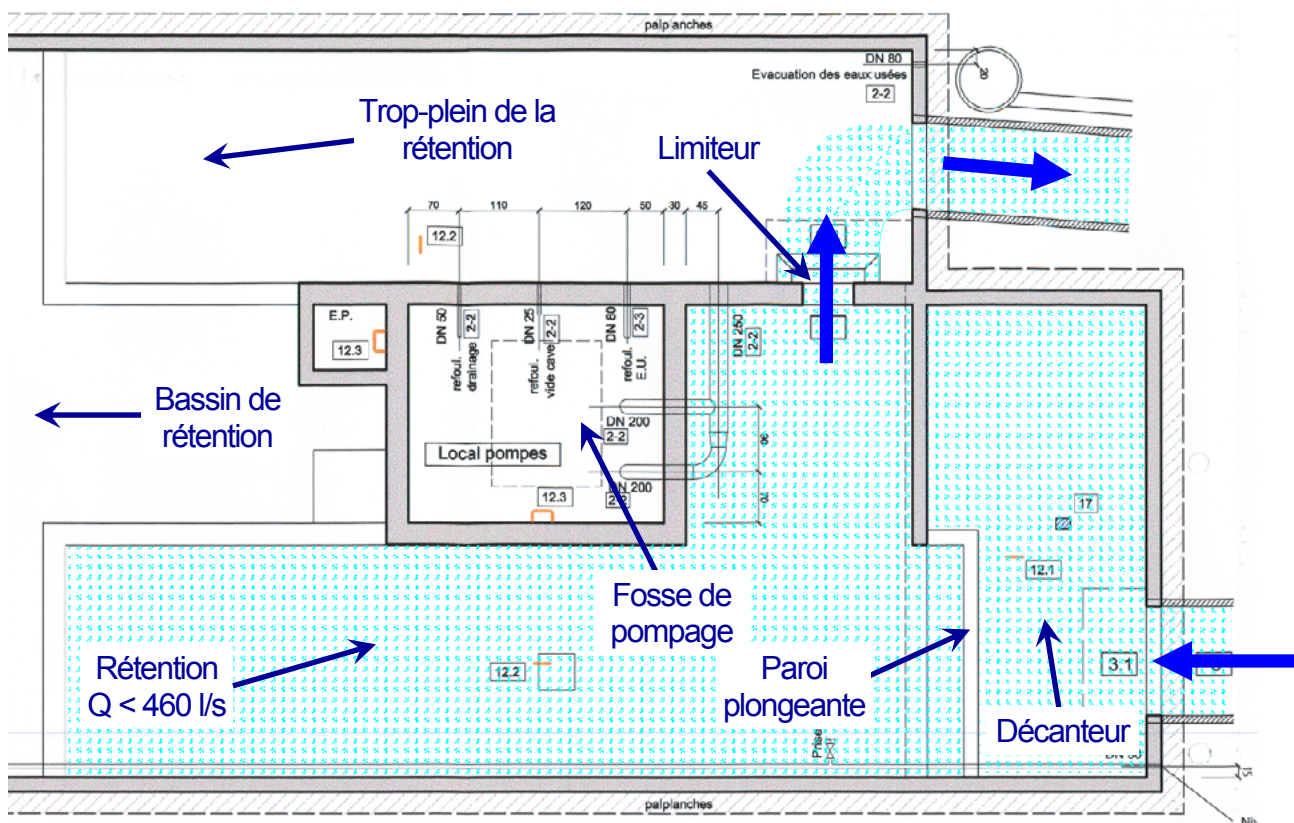 palplanches
DN 80
Evacuation des eaux usées
2-2
20
Trop-plein de la
rétention
Limiteur
70
110
120
50
30
45
12.2
E.P.
12.3
DN 50
2-2
refoul.
drainage
DN 25
2-2
refoul.
vide cave
DN 60
2-3
refoul.
E.U.
DN 250
2-2
Bassin de
rétention
DN 200
2-2
Local pompes
90
DN 200
12.3
70
17
12.1
Fosse de
pompage
Rétention
Q < 460 l/s
12.2
Paroi
plongeante
3.1
Décanteur
Prise
15
palplanches